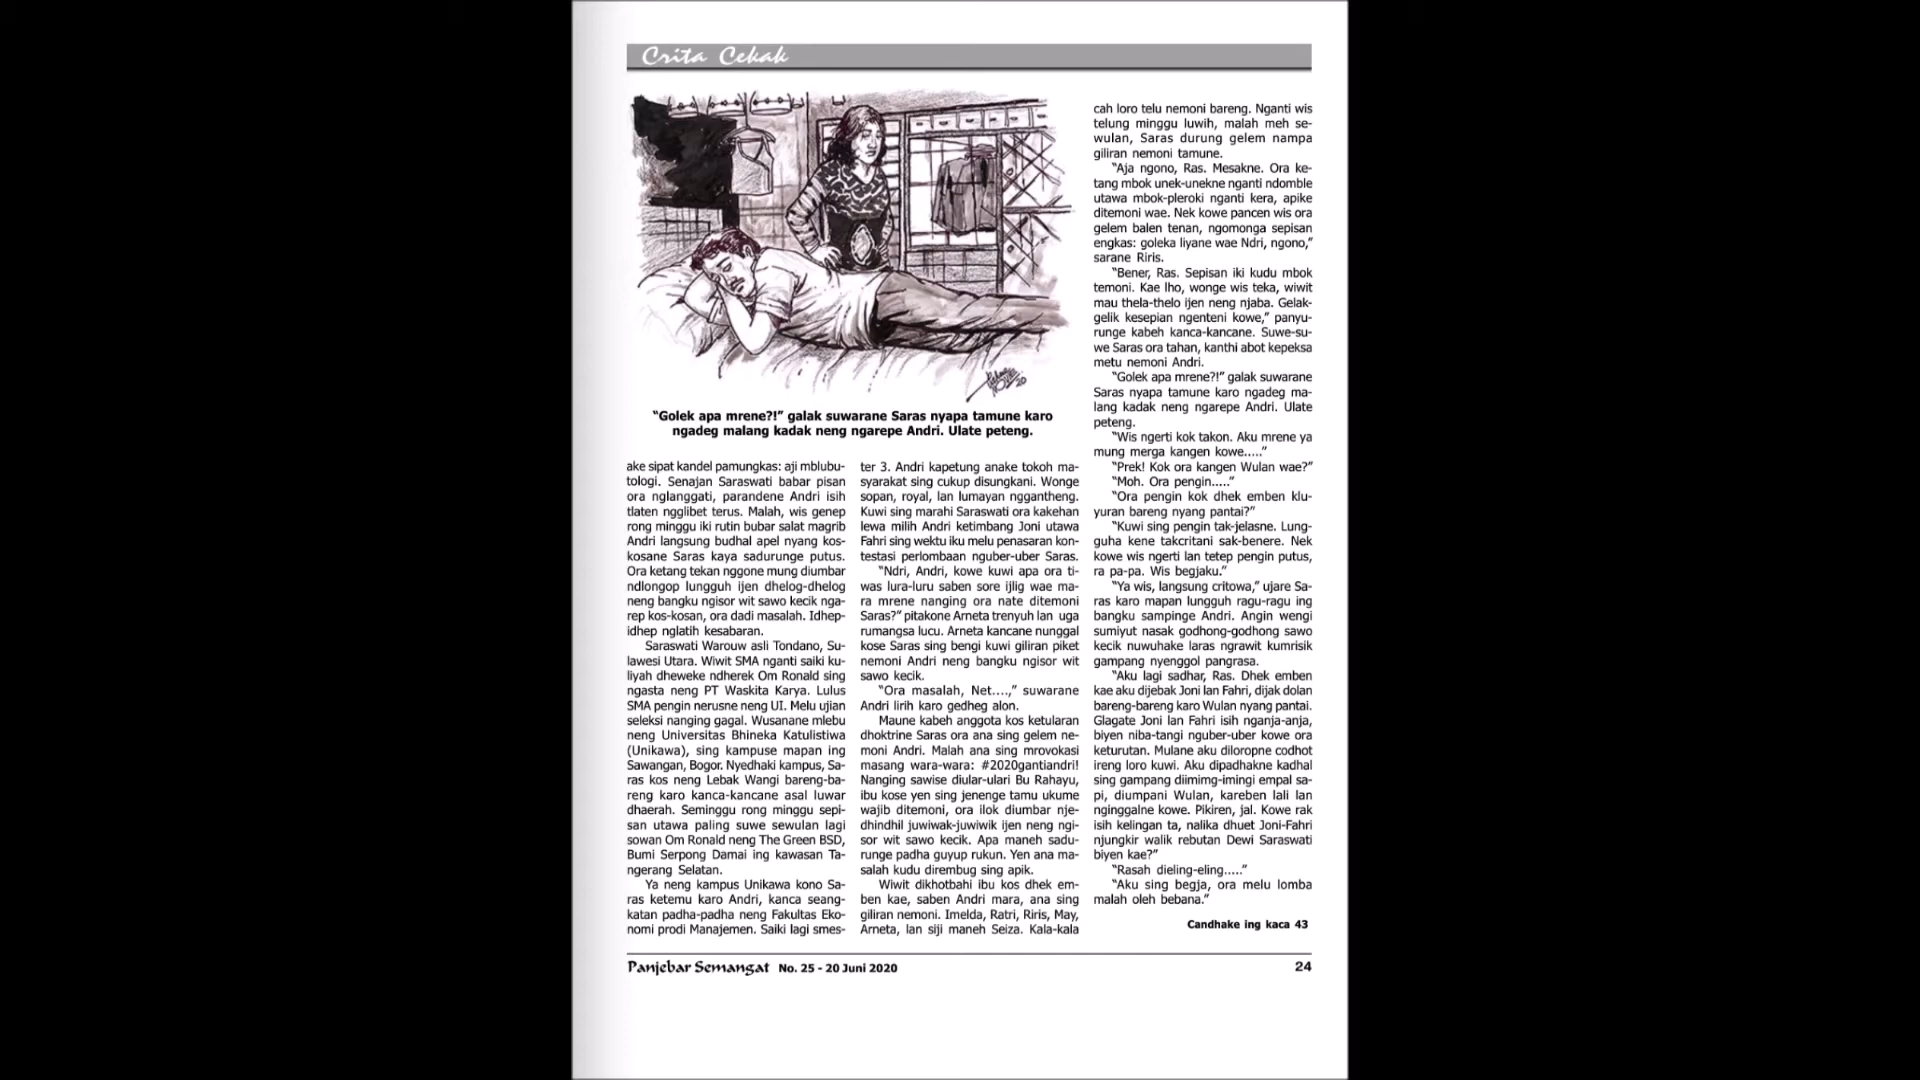 Crita Cekak
"Golek apa mrene?!" galak suwarane Saras nyapa tamune karo
ngadeg malang kadak neng ngarepe Andri. Ulate peteng.
ake sipat kandel pamungkas: aji mblubu-
tologi. Senajan Saraswati babar pisan
ora nglanggati, parandene Andri isih
tlaten ngglibet terus. Malah, wis genep
rong minggu iki rutin bubar salat magrib
Andri langsung budhal apel nyang kos-
kosane Saras kaya sadurunge putus.
Ora ketang tekan nggone mung diumbar
ndlongop lungguh ijen dhelog-dhelog
neng bangku ngisor wit sawo kecik nga-
rep kos-kosan, ora dadi masalah. Idhep-
idhep nglatih kesabaran.
Saraswati Warouw asli Tondano, Su-
lawesi Utara. Wiwit SMA nganti saiki ku-
liyah dheweke ndherek Om Ronald sing
ngasta neng PT Waskita Karya. Lulus
SMA pengin nerusne neng UI. Melu ujian
seleksi nanging gagal. Wusanane mlebu
neng Universitas Bhineka Katulistiwa
(Unikawa), sing kampuse mapan ing
Sawangan, Bogor. Nyedhaki kampus, Sa-
ras kos neng Lebak Wangi bareng-ba-
reng karo kanca-kancane asal luwar
dhaerah. Seminggu rong minggu sepi-
san utawa paling suwe sewulan lagi
sowan Om Ronald neng The Green BSD,
Bumi Serpong Damai ing kawasan Ta-
ngerang Selatan.
Ya neng kampus Unikawa kono Sa-
ras ketemu karo Andri, kanca seang-
katan padha-padha neng Fakultas Eko-
nomi prodi Manajemen. Saiki lagi smes-
ter 3. Andri kapetung anake tokoh ma-
syarakat sing cukup disungkani. Wonge
sopan, royal, lan lumayan nggantheng.
Kuwi sing marahi Saraswati ora kakehan
lewa milih Andri ketimbang Joni utawa
Fahri sing wektu iku melu penasaran kon-
testasi perlombaan nguber-uber Saras.
"Ndri, Andri, kowe kuwi apa ora ti-
was lura-luru saben sore ijlig wae ma-
ra mrene nanging ora nate ditemoni
Saras?" pitakone Arneta trenyuh lan uga
rumangsa lucu. Arneta kancane nunggal
kose Saras sing bengi kuwi giliran piket
nemoni Andri neng bangku ngisor wit
sawo kecik.
"Ora masalah, Net....," suwarane
Andri lirih karo gedheg alon.
Maune kabeh anggota kos ketularan
dhoktrine Saras ora ana sing gelem ne-
moni Andri. Malah ana sing mrovokasi
masang wara-wara: #2020gantiandri!
Nanging sawise diular-ulari Bu Rahayu,
ibu kose yen sing jenenge tamu ukume
wajib ditemoni, ora ilok diumbar nje-
dhindhil juwiwak-juwiwik ijen neng ngi-
sor wit sawo kecik. Apa maneh sadu-
runge padha guyup rukun. Yen ana ma-
salah kudu dirembug sing apik.
Wiwit dikhotbahi ibu kos dhek em-
ben kae, saben Andri mara, ana sing
giliran nemoni. Imelda, Ratri, Riris, May,
Arneta, lan siji maneh Seiza. Kala-kala
cah loro telu nemoni bareng. Nganti wis
telung minggu luwih, malah meh se-
wulan, Saras durung gelem nampa
giliran nemoni tamune.
"Aja ngono, Ras. Mesakne. Ora ke-
tang mbok unek-unekne nganti ndomble
utawa mbok-pleroki nganti kera, apike
ditemoni wae. Nek kowe pancen wis ora
gelem balen tenan, ngomonga sepisan
engkas: goleka liyane wae Ndri, ngono,"
sarane Riris.
"Bener, Ras. Sepisan iki kudu mbok
temoni. Kae lho, wonge wis teka, wiwit
mau thela-thelo ijen neng njaba. Gelak-
gelik kesepian ngenteni kowe," panyu-
runge kabeh kanca-kancane. Suwe-su-
we Saras ora tahan, kanthi abot kepeksa
metu nemoni Andri.
"Golek apa mrene?!" galak suwarane
Saras nyapa tamune karo ngadeg ma-
lang kadak neng ngarepe Andri. Ulate
peteng.
"Wis ngerti kok takon. Aku mrene ya
mung merga kangen kowe....."
"Prek! Kok ora kangen Wulan wae?"
"Moh. Ora pengin....."
"Ora pengin kok dhek emben klu-
yuran bareng nyang pantai?"
"Kuwi sing pengin tak-jelasne. Lung-
guha kene takcritani sak-benere. Nek
kowe wis ngerti lan tetep pengin putus,
ra pa-pa. Wis begjaku."
"Ya wis, langsung critowa," ujare Sa-
ras karo mapan lungguh ragu-ragu ing
bangku sampinge Andri. Angin wengi
sumiyut nasak godhong-godhong sawo
kecik nuwuhake laras ngrawit kumrisik
gampang nyenggol pangrasa.
"Aku lagi sadhar, Ras. Dhek emben
kae aku dijebak Joni lan Fahri, dijak dolan
bareng-bareng karo Wulan nyang pantai.
Glagate Joni lan Fahri isih nganja-anja,
biyen niba-tangi nguber-uber kowe ora
keturutan. Mulane aku diloropne codhot
ireng loro kuwi. Aku dipadhakne kadhal
sing gampang diimimg-imingi empal sa-
pi, diumpani Wulan, kareben lali lan
nginggalne kowe. Pikiren, jal. Kowe rak
isih kelingan ta, nalika dhuet Joni-Fahri
njungkir walik rebutan Dewi Saraswati
biyen kae?"
"Rasah dieling-eling....."
"Aku sing begja, ora melu lomba
malah oleh bebana."
Candhake ing kaca 43
Panjebar Semangat No. 25 - 20 Juni 2020
24